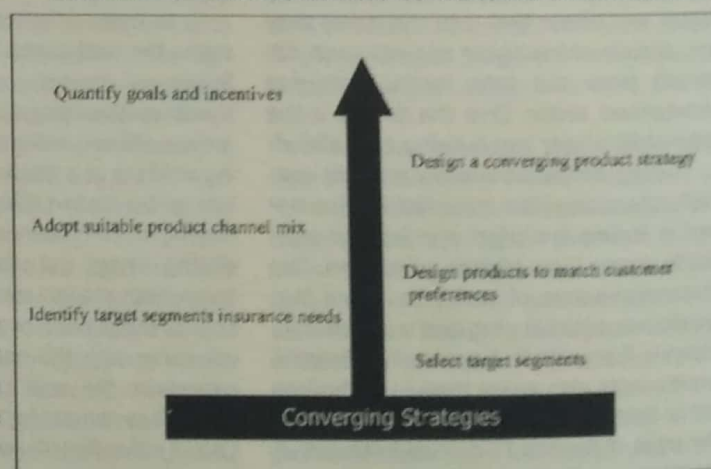 Quantify goals and incentives
Design a converging product strategy
Adopt suitable product channel mix
Design products to match customer
preferences
Identify target segments insurance needs
Select target segments
Converging Strategies